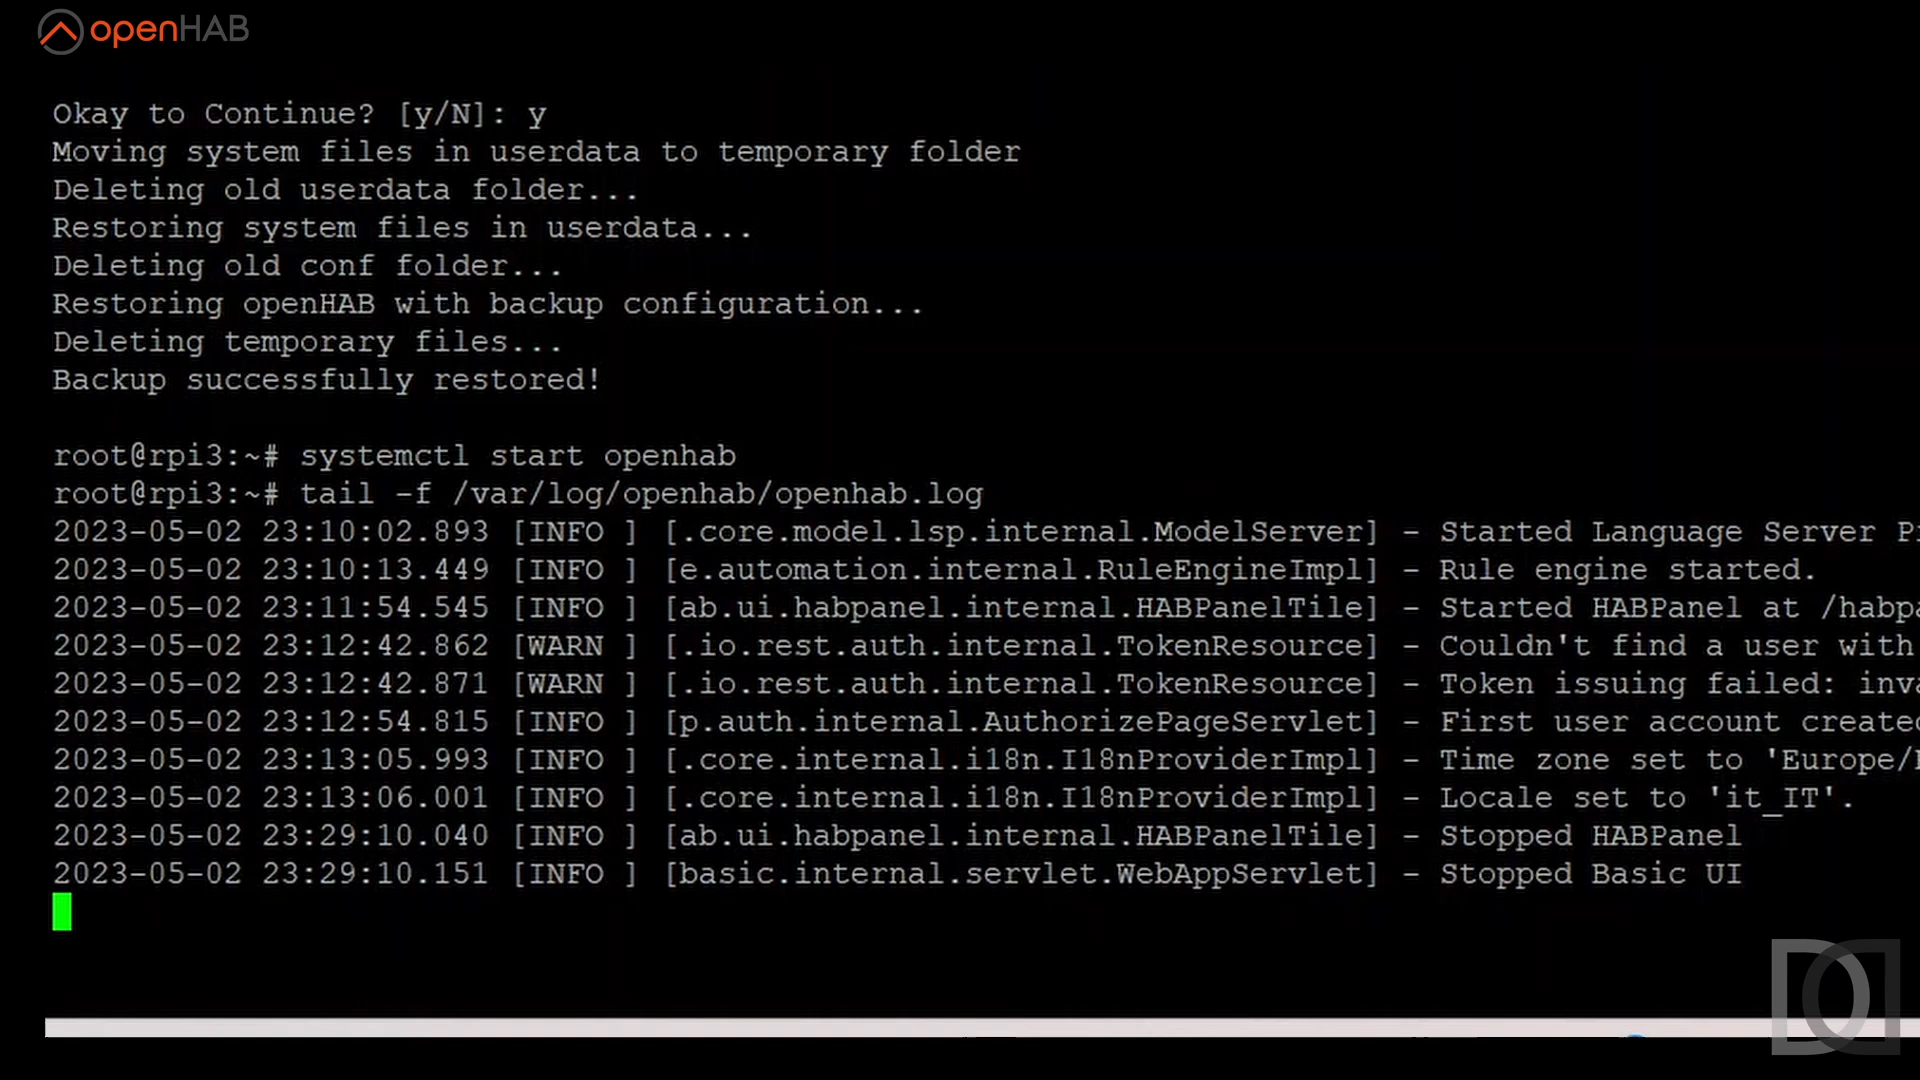 openHAB
Okay to Continue? [y/N]: y
Moving system files in userdata to temporary folder
Deleting old userdata folder...
Restoring system files in userdata...
Deleting old conf folder...
Restoring openHAB with backup configuration...
Deleting temporary files...
Backup successfully restored!
root@rpi3:~# systemctl start openhab
root@rpi3:~# tail -f /var/log/openhab/openhab.log
2023-05-02 23:10:02.893 [INFO ] [.core.model.lsp.internal.ModelServer] - Started Language Server
2023-05-02 23:10:13.449 [INFO ] [e.automation.internal.RuleEngineImpl] - Rule engine started.
2023-05-02 23:11:54.545 [INFO ] [ab.ui.habpanel.internal.HABPanelTile] - Started HABPanel at /habp
2023-05-02 23:12:42.862 [WARN ] [.io.rest.auth.internal.TokenResource] - Couldn't find a user with
2023-05-02 23:12:42.871 [WARN ] [.io.rest.auth.internal.TokenResource] - Token issuing failed: inv
2023-05-02 23:12:54.815 [INFO ] [p.auth.internal.AuthorizePageServlet] - First user account created
2023-05-02 23:13:05.993 [INFO ] [.core.internal.i18n.I18nProviderImpl] - Time zone set to 'Europe/
2023-05-02 23:13:06.001 [INFO ] [.core.internal.i18n.I18nProviderImpl] - Locale set to 'it_IT'.
2023-05-02 23:29:10.040 [INFO ] [ab.ui.habpanel.internal.HABPanelTile] - Stopped HABPanel
2023-05-02 23:29:10.151 [INFO ] [basic.internal.servlet.WebAppServlet] - Stopped Basic UI